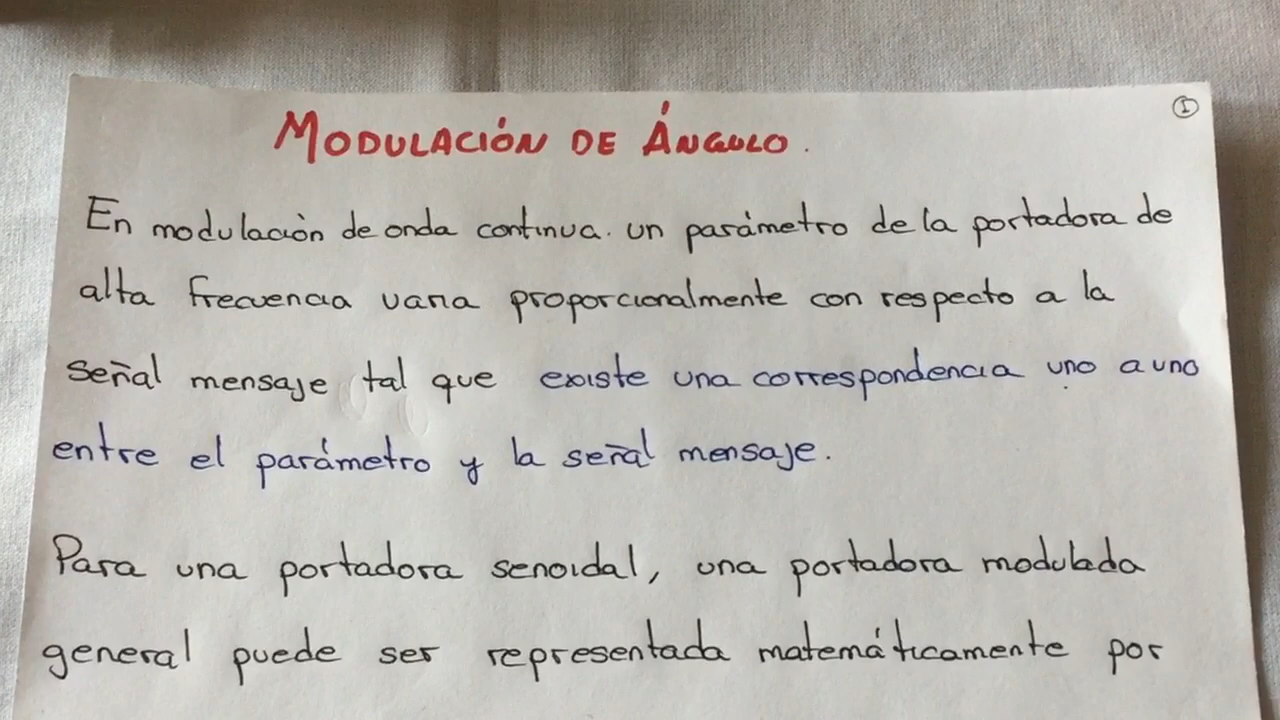 1
MODULACIÓN DE ÁNGULO.
En modulación de onda continua. un parámetro de la portadora de
alta frecuencia varia proporcionalmente con respecto a la
señal mensaje tal que existe una correspondencia uno a uno
entre el parámetro y la señal mensaje.
Para una portadora senoidal, una portadora modulada
general puede ser representada matemáticamente por